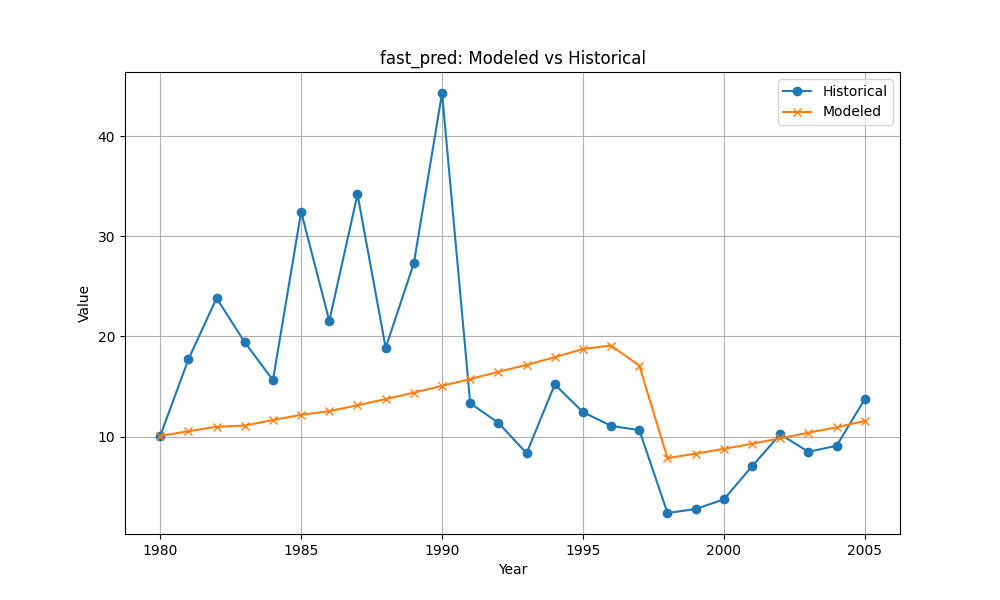 fast_pred: Modeled vs Historical
Historical
Modeled
Value
40
30
20
10
1980
1985
1990
1995
2000
2005
Year